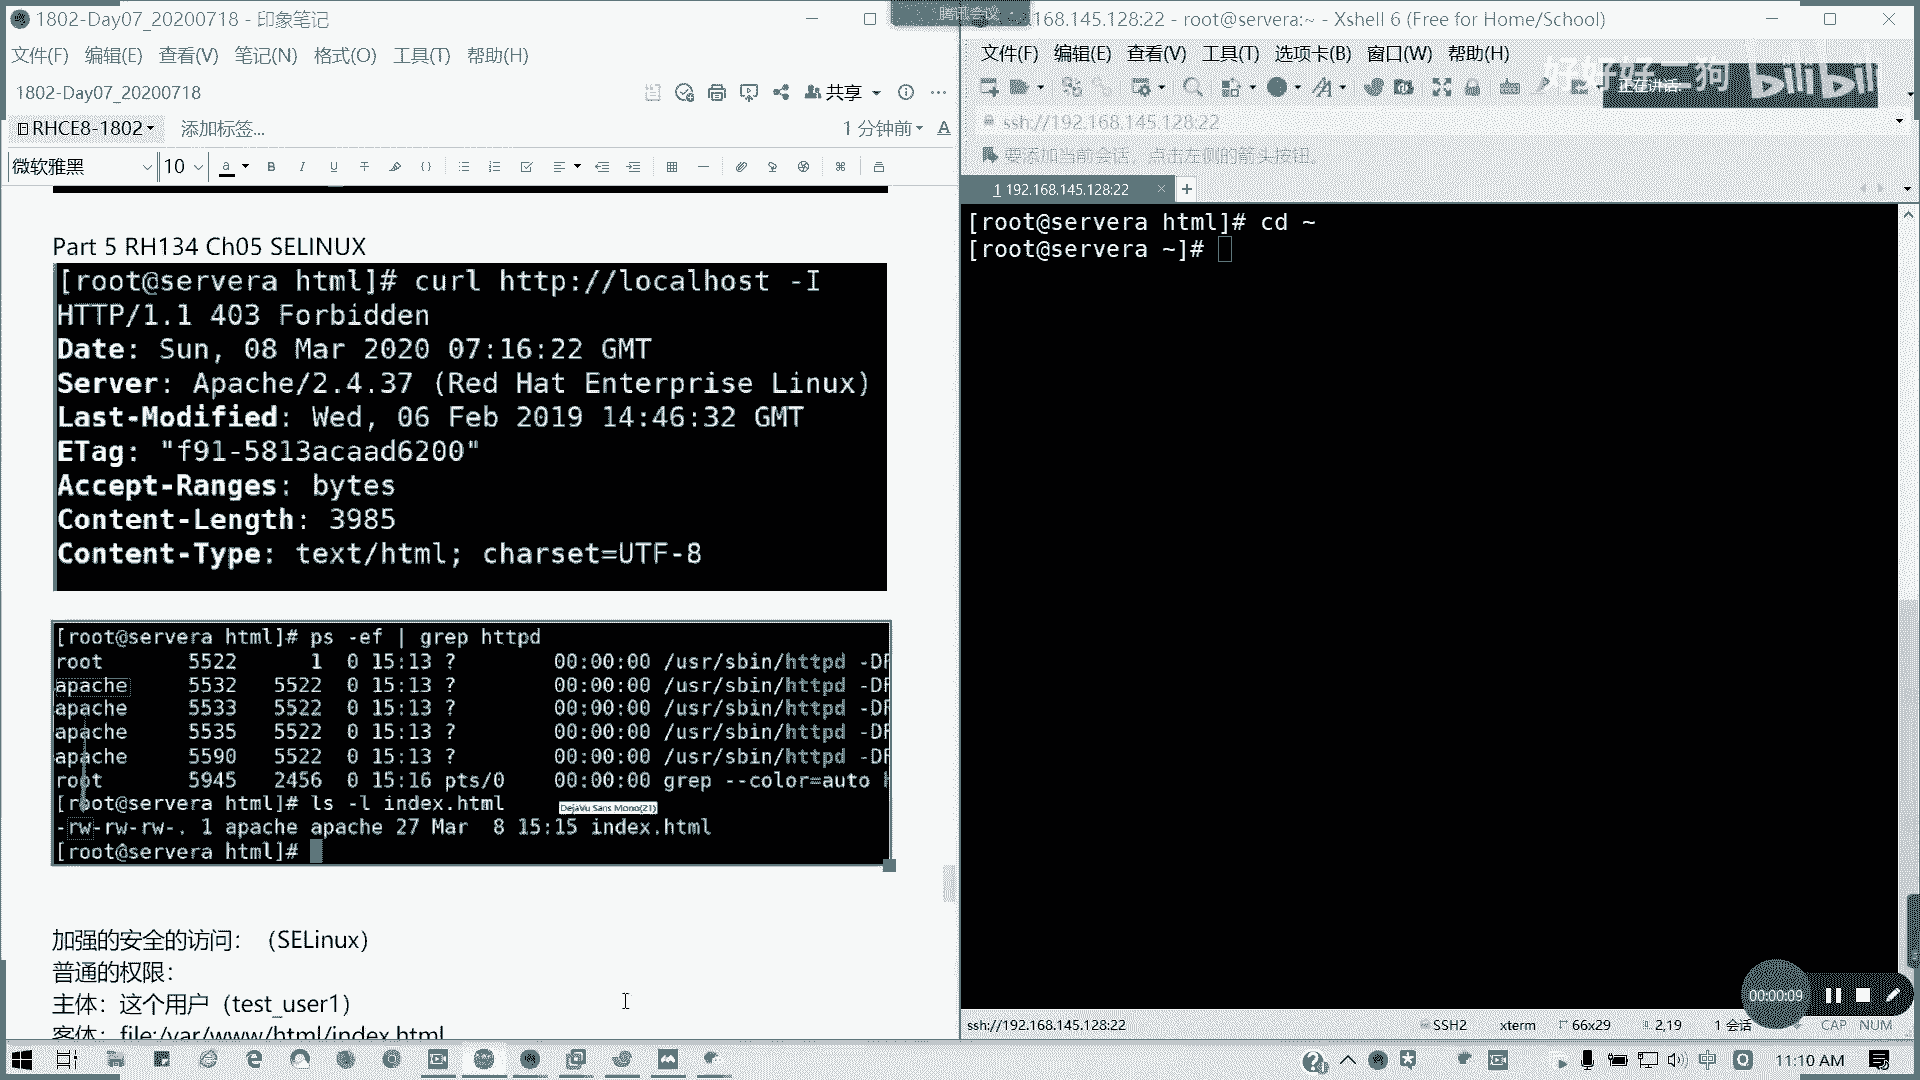 1802-Day07_20200718 - 印象笔记
文件(F) 编辑(E) 查看(V) 笔记(N) 格式(O) 工具(T) 帮助(H)
1802-Day07_20200718
共享
RHCE8-1802
添加标签...
1 分钟前
微软雅黑
10
Part 5 RH134 Ch05 SELINUX
[root@servera html]# curl http://localhost -I
HTTP/1.1 403 Forbidden
Date: Sun, 08 Mar 2020 07:16:22 GMT
Server: Apache/2.4.37 (Red Hat Enterprise Linux)
Last-Modified: Wed, 06 Feb 2019 14:46:32 GMT
ETag: "f91-5813acaad6200"
Accept-Ranges: bytes
Content-Length: 3985
Content-Type: text/html; charset=UTF-8
[root@servera html]# ps -ef | grep httpd
root 5522 1 0 15:13 ? 00:00:00 /usr/sbin/httpd -DF
apache 5532 5522 0 15:13 ? 00:00:00 /usr/sbin/httpd -DF
apache 5533 5522 0 15:13 ? 00:00:00 /usr/sbin/httpd -DF
apache 5535 5522 0 15:13 ? 00:00:00 /usr/sbin/httpd -DF
apache 5590 5522 0 15:13 ? 00:00:00 /usr/sbin/httpd -DF
root 5945 2456 0 15:16 pts/0 00:00:00 grep --color=auto
[root@servera html]# ls -l index.html
DejaVu Sans Mono(21)
-rw-rw-rw-. 1 apache apache 27 Mar 8 15:15 index.html
[root@servera html]#
加强的安全的访问：（SELinux）
普通的权限：
主体：这个用户（test_user1）
客体：file:/var/www/html/index.html
腾讯会议
168.145.128:22 - root@servera:~ - Xshell 6 (Free for Home/School)
文件(F) 编辑(E) 查看(V) 工具(T) 选项卡(B) 窗口(W) 帮助(H)
好好好二狗 bilibili
正在讲话:
ssh://192.168.145.128:22
要添加当前会话，点击左侧的箭头按钮。
1 192.168.145.128:22
[root@servera html]# cd ~
[root@servera ~]#
00:00:09
ssh://192.168.145.128:22 SSH2 xterm 66x29 2,19 1 会话 CAP NUM
中
11:10 AM